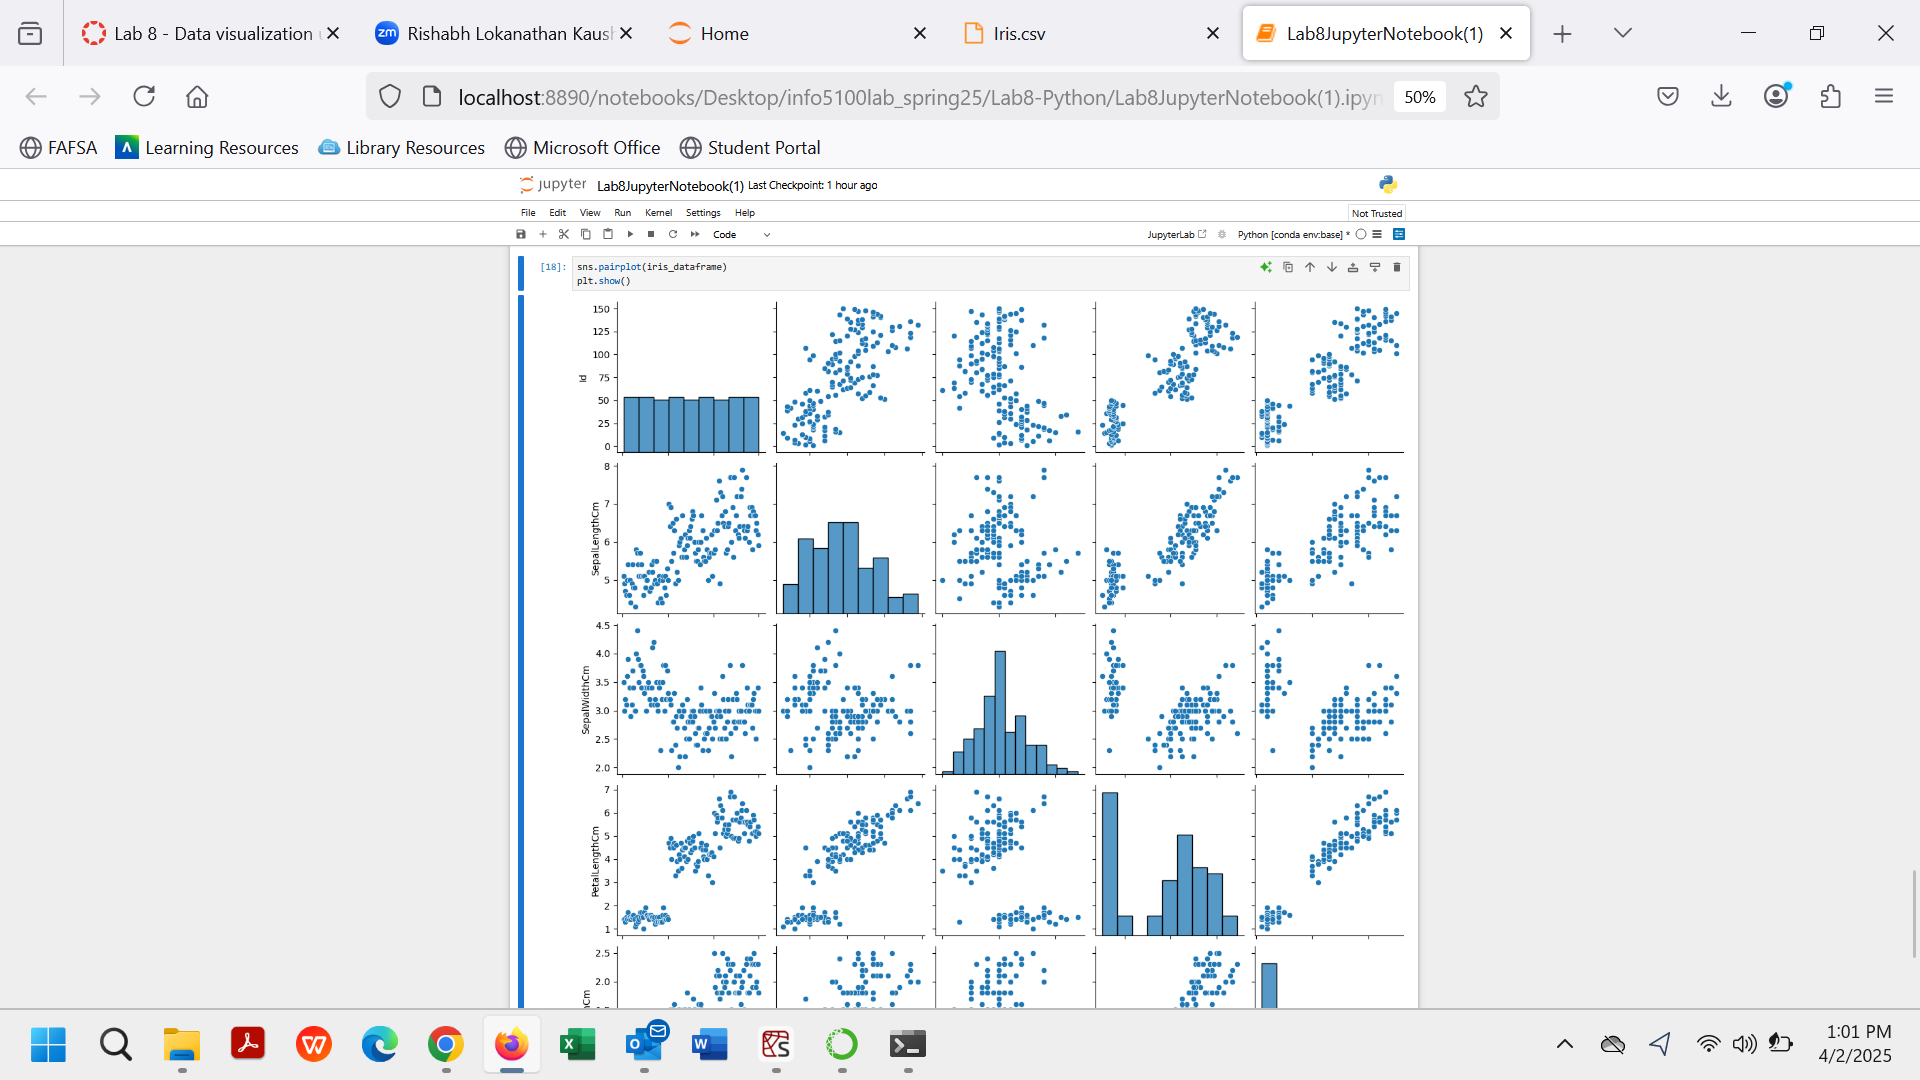 Lab 8 - Data visualization
zm Rishabh Lokanathan Kaus
Home
Iris.csv
Lab8JupyterNotebook(1)
localhost:8890/notebooks/Desktop/info5100lab_spring25/Lab8-Python/Lab8JupyterNotebook(1).ipyn
50%
FAFSA
Learning Resources
Library Resources
Microsoft Office
Student Portal
jupyter Lab8JupyterNotebook(1) Last Checkpoint: 1 hour ago
File Edit View Run Kernel Settings Help
Not Trusted
Code
JupyterLab
Python [conda env:base] *
[18]: sns.pairplot(iris_dataframe)
plt.show()
150
125
100
75
50
25
0
Id
8
7
6
5
SepalLengthCm
4.5
4.0
3.5
3.0
2.5
2.0
SepalWidthCm
7
6
5
4
3
2
1
PetalLengthCm
2.5
2.0
1:01 PM
4/2/2025